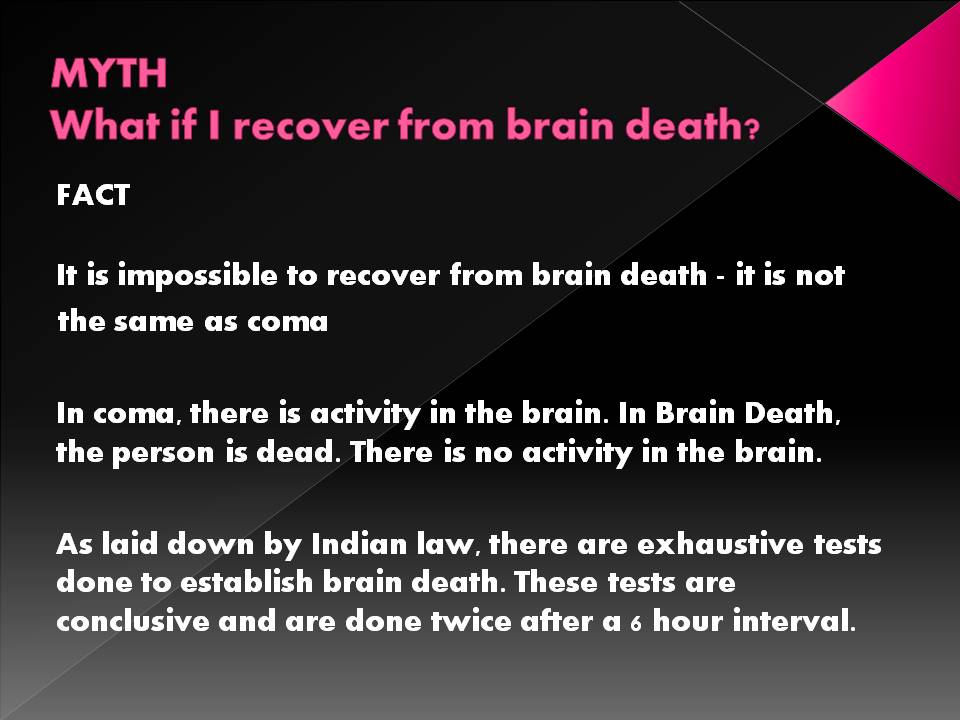 MYTH
What if I recover from brain death?
FACT
It is impossible to recover from brain death - it is not
the same as coma
In coma, there is activity in the brain. In Brain Death,
the person is dead. There is no activity in the brain.
As laid down by Indian law, there are exhaustive tests
done to establish brain death. These tests are
conclusive and are done twice after a 6 hour interval.